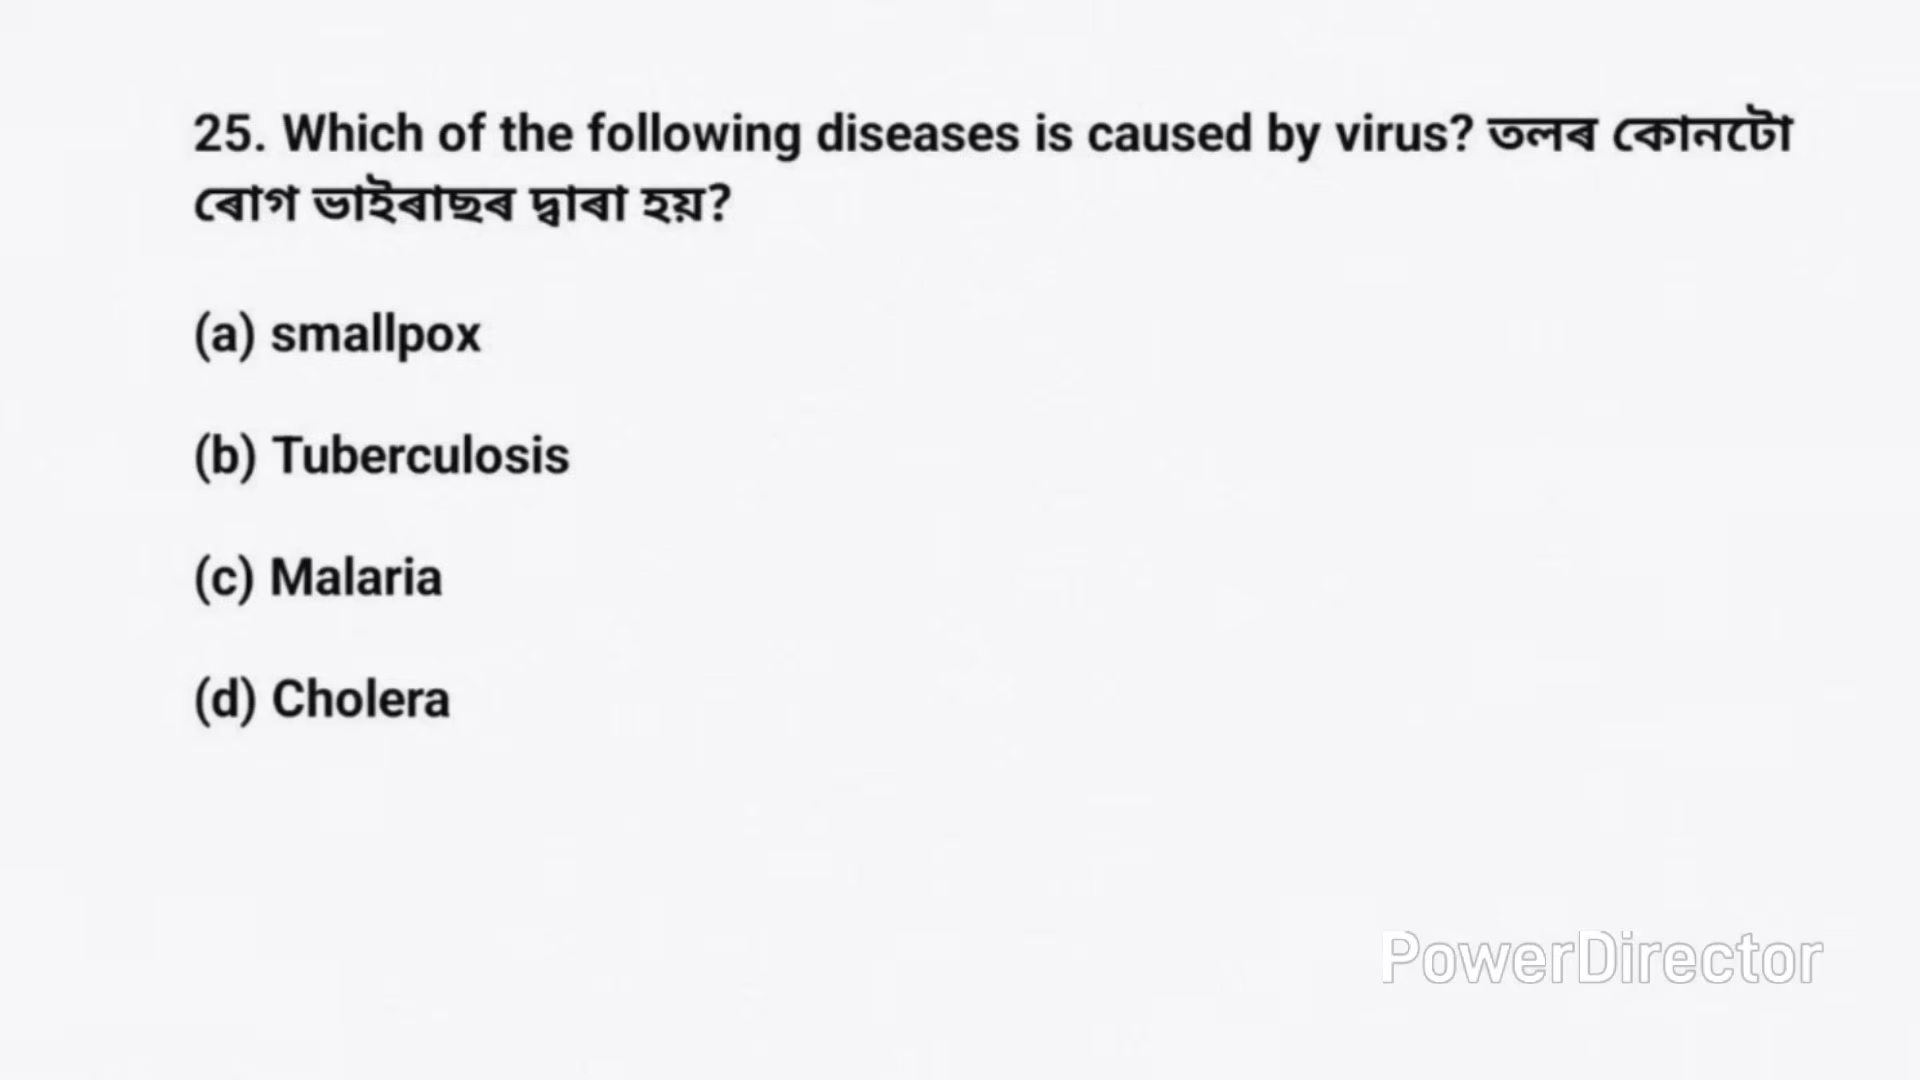 25. Which of the following diseases is caused by virus? তলৰ কোনটো
ৰোগ ভাইৰাছৰ দ্বাৰা হয়?
(a) smallpox
(b) Tuberculosis
(c) Malaria
(d) Cholera
PowerDirector